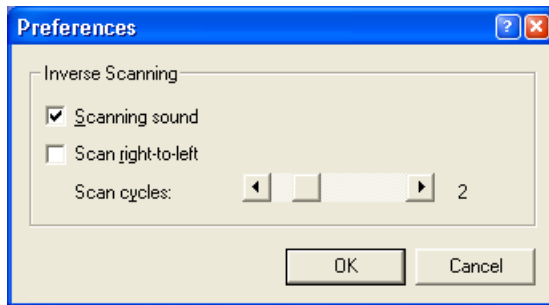 Preferences
Inverse Scanning
Scanning sound
Scan right-to-left
Scan cycles: 2
OK Cancel